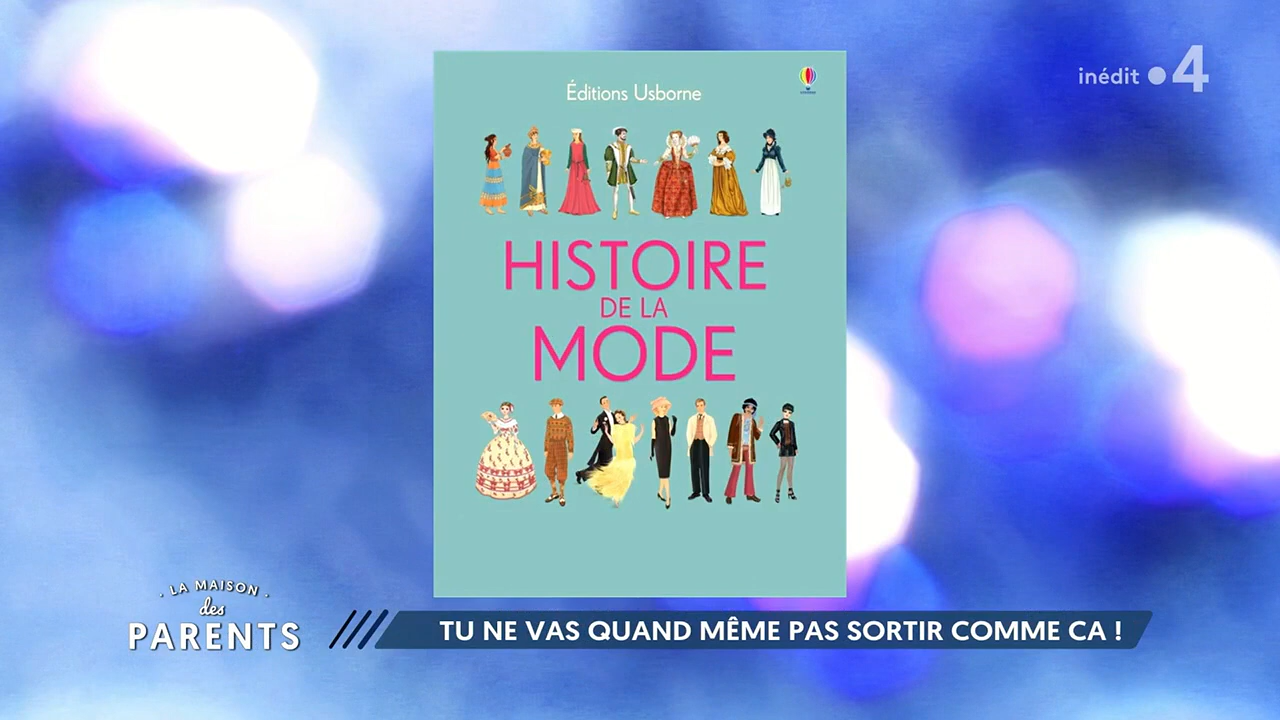 inédit 4
Éditions Usborne
HISTOIRE
DE LA
MODE
· LA MAISON ·
des
PARENTS
TU NE VAS QUAND MÊME PAS SORTIR COMME CA !